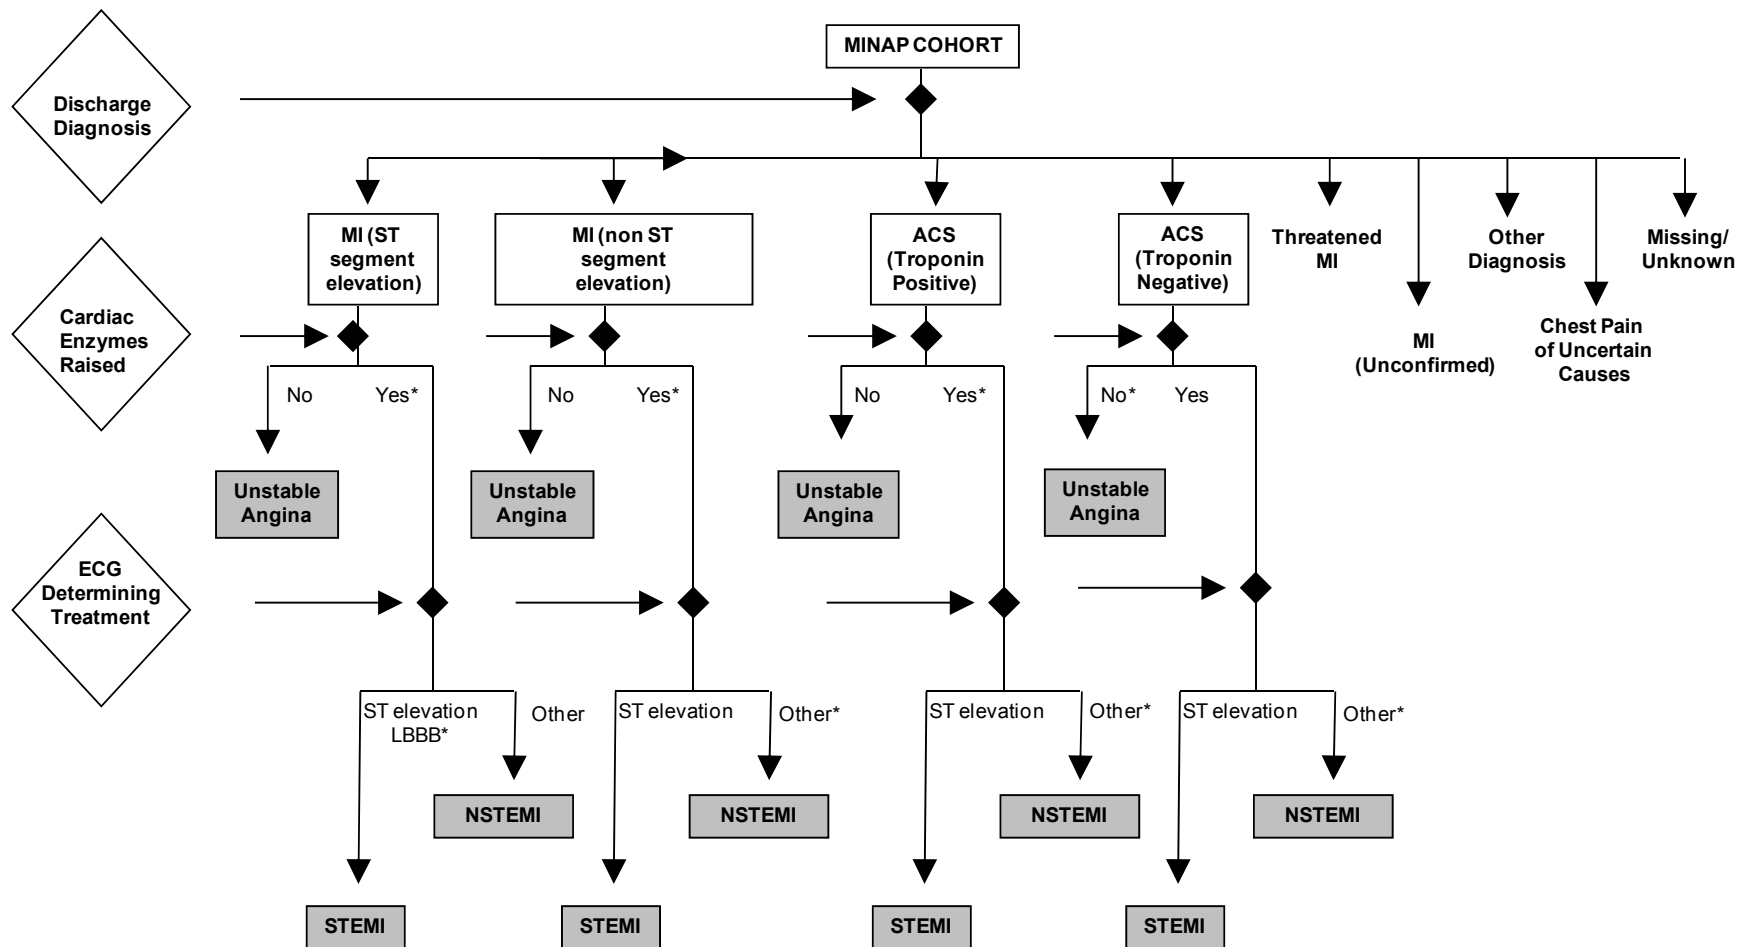 MINAP COHORT
Discharge
Diagnosis
MI (ST
segment
elevation)
MI (non ST
segment
elevation)
ACS
(Troponin
Positive)
ACS
(Troponin
Negative)
Threatened
MI
MI
(Unconfirmed)
Other
Diagnosis
Chest Pain
of Uncertain
Causes
Missing/
Unknown
Cardiac
Enzymes
Raised
No
Yes*
No
Yes*
No
Yes*
No*
Yes
Unstable
Angina
Unstable
Angina
Unstable
Angina
Unstable
Angina
ECG
Determining
Treatment
ST elevation
LBBB*
Other
ST elevation
Other*
ST elevation
Other*
ST elevation
Other*
NSTEMI
NSTEMI
NSTEMI
NSTEMI
STEMI
STEMI
STEMI
STEMI